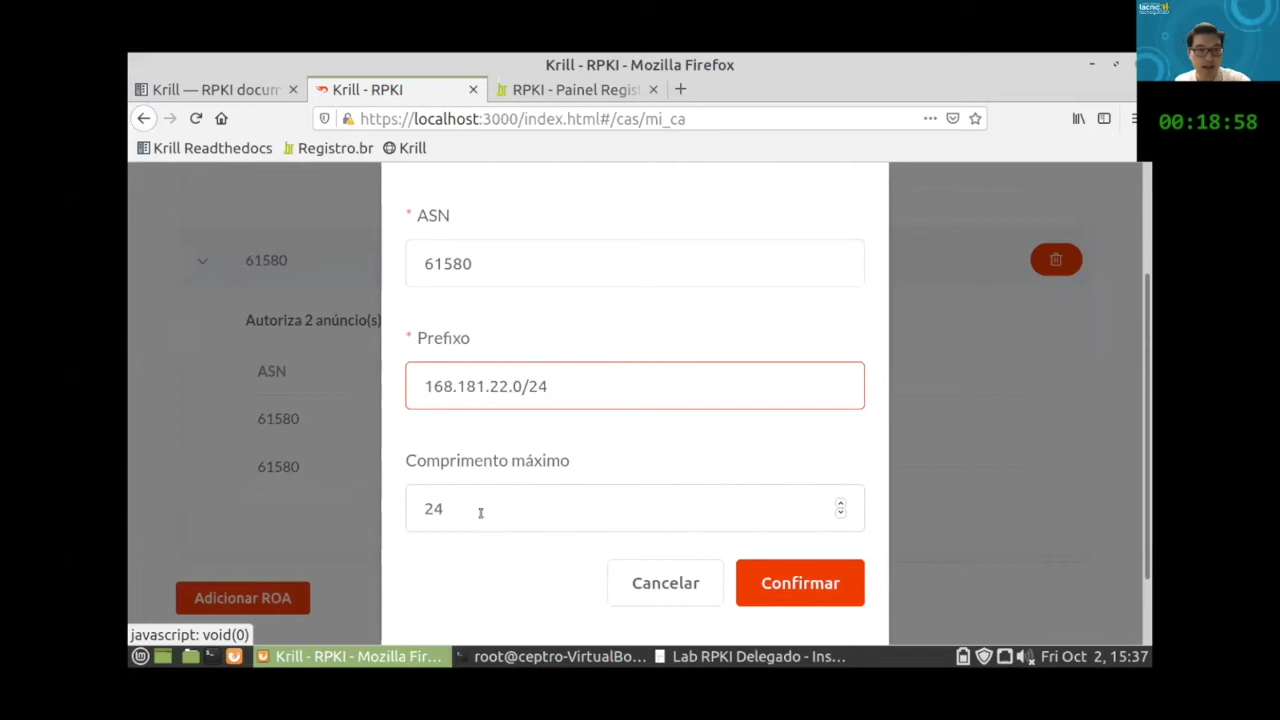 lacnic
Krill - RPKI - Mozilla Firefox
Krill — RPKI docum
Krill - RPKI
RPKI - Painel Regist
https://localhost:3000/index.html#/cas/mi_ca
00:18:58
Krill Readthedocs
Registro.br
Krill
* ASN
61580
61580
Autoriza 2 anúncio(s)
* Prefixo
168.181.22.0/24
ASN
61580
Comprimento máximo
61580
24
Cancelar
Confirmar
Adicionar ROA
javascript: void(0)
Krill - RPKI - Mozilla Fir...
root@ceptro-VirtualBo...
Lab RPKI Delegado - Ins...
Fri Oct 2, 15:37